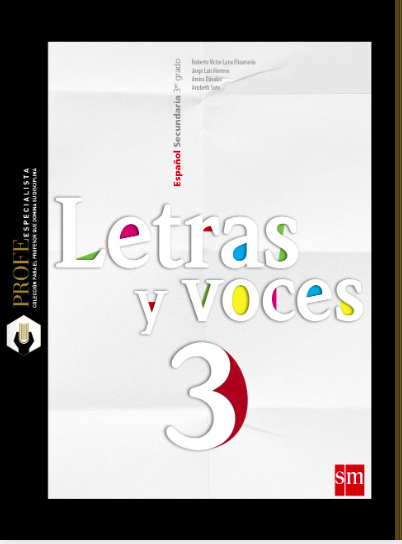 Roberto Víctor Luna Elizarrarás
Jorge Luis Herrera
Amira Dávalos
Arizbeth Soto
Español Secundaria 3er grado
Letras
y voces
3
sm
PROFE ESPECIALISTA
COLECCIÓN PARA EL PROFESOR QUE DOMINA SU DISCIPLINA